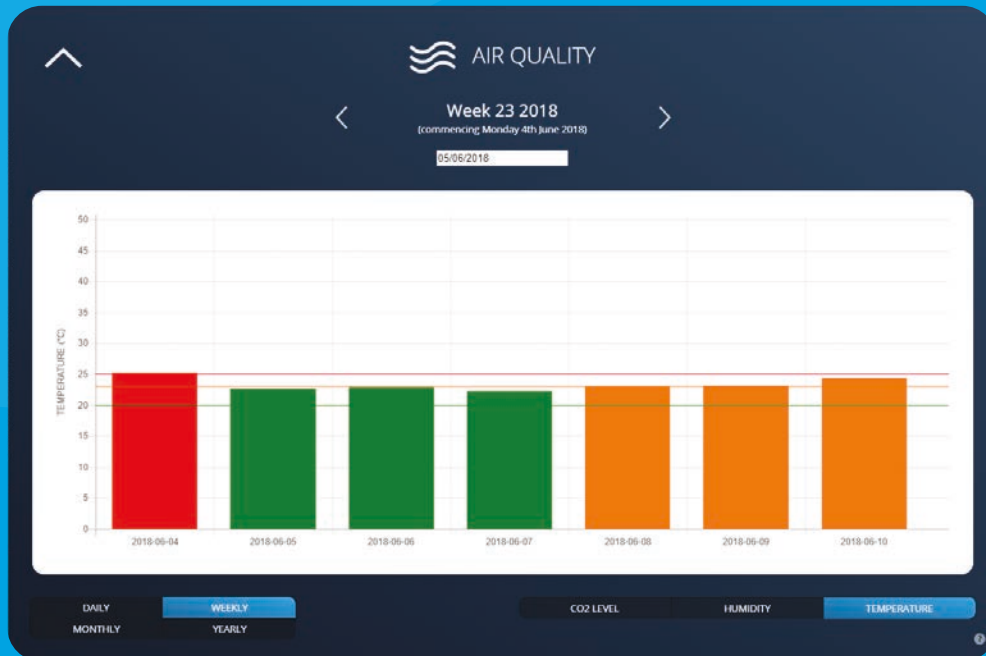 AIR QUALITY
Week 23 2018
(commencing Monday 4th June 2018)
05/06/2018
TEMPERATURE (°C)
50
45
40
35
30
25
20
15
10
5
0
2018-06-04 2018-06-05 2018-06-06 2018-06-07 2018-06-08 2018-06-09 2018-06-10
DAILY WEEKLY CO2 LEVEL HUMIDITY TEMPERATURE
MONTHLY YEARLY